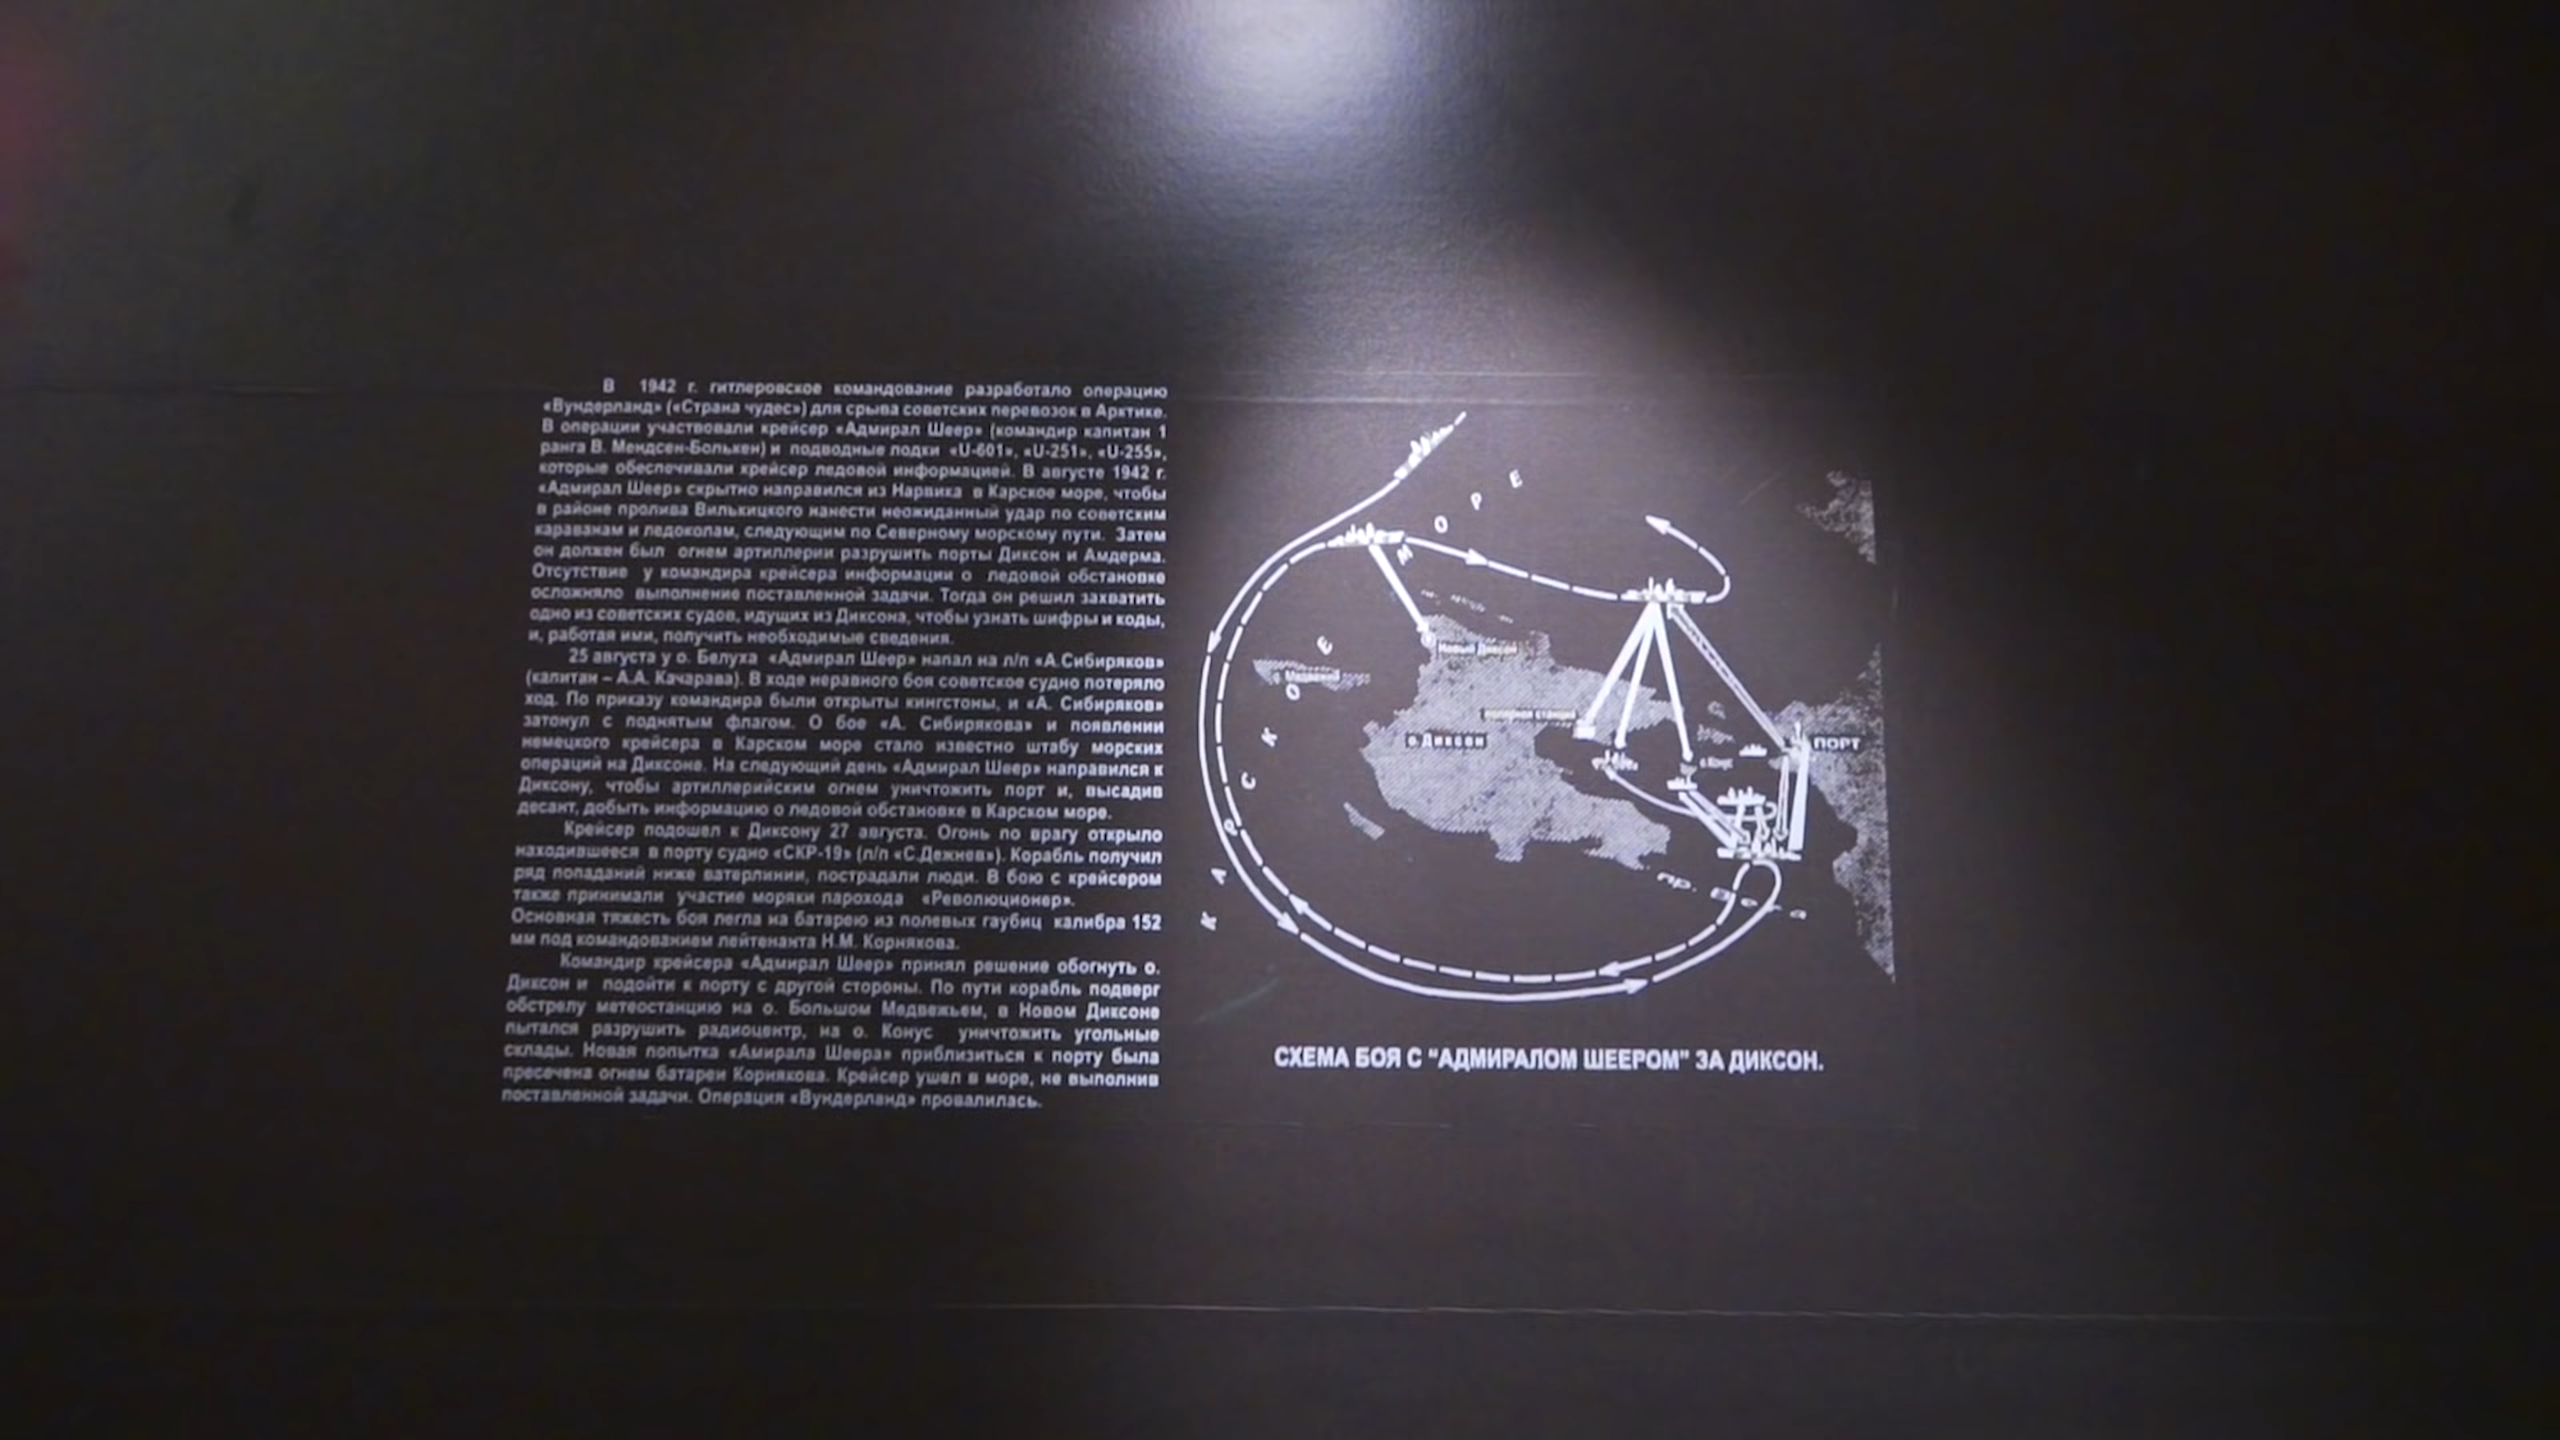 В 1942 г. гитлеровское командование разработало операцию
«Вундерланд» («Страна чудес») для срыва советских перевозок в Арктике.
В операции участвовали крейсер «Адмирал Шеер» (командир капитан 1
ранга В. Мендсен-Болькен) и подводные лодки «U-601», «U-251», «U-255»,
которые обеспечивали крейсер ледовой информацией. В августе 1942 г.
«Адмирал Шеер» скрытно направился из Нарвика в Карское море, чтобы
в районе пролива Вилькицкого нанести неожиданный удар по советским
караванам и ледоколам, следующим по Северному морскому пути. Затем
он должен был огнем артиллерии разрушить порты Диксон и Амдерма.
Отсутствие у командира крейсера информации о ледовой обстановке
осложняло выполнение поставленной задачи. Тогда он решил захватить
одно из советских судов, идущих из Диксона, чтобы узнать шифры и коды,
и, работая ими, получить необходимые сведения.
25 августа у о. Белуха «Адмирал Шеер» напал на л/п «А.Сибиряков»
(капитан – А.А. Качарава). В ходе неравного боя советское судно потеряло
ход. По приказу командира были открыты кингстоны, и «А. Сибиряков»
затонул с поднятым флагом. О бое «А. Сибирякова» и появлении
немецкого крейсера в Карском море стало известно штабу морских
операций на Диксоне. На следующий день «Адмирал Шеер» направился к
Диксону, чтобы артиллерийским огнем уничтожить порт и, высадив
десант, добыть информацию о ледовой обстановке в Карском море.
Крейсер подошел к Диксону 27 августа. Огонь по врагу открыло
находившееся в порту судно «СКР-19» (л/п «С.Дежнев»). Корабль получил
ряд попаданий ниже ватерлинии, пострадали люди. В бою с крейсером
также принимали участие моряки парохода «Революционер».
Основная тяжесть боя легла на батарею из полевых гаубиц калибра 152
мм под командованием лейтенанта Н.М. Корнякова.
Командир крейсера «Адмирал Шеер» принял решение обогнуть о.
Диксон и подойти к порту с другой стороны. По пути корабль подверг
обстрелу метеостанцию на о. Большом Медвежьем, в Новом Диксоне
пытался разрушить радиоцентр, на о. Конус уничтожить угольные
склады. Новая попытка «Амирала Шеера» приблизиться к порту была
пресечена огнем батареи Корнякова. Крейсер ушел в море, не выполнив
поставленной задачи. Операция «Вундерланд» провалилась.
КАРСКОЕ МОРЕ
Новый Диксон
о. Медвежий
полярная станция
о. Диксон
о. Конус
ПОРТ
пр. Вега
СХЕМА БОЯ С "АДМИРАЛОМ ШЕЕРОМ" ЗА ДИКСОН.